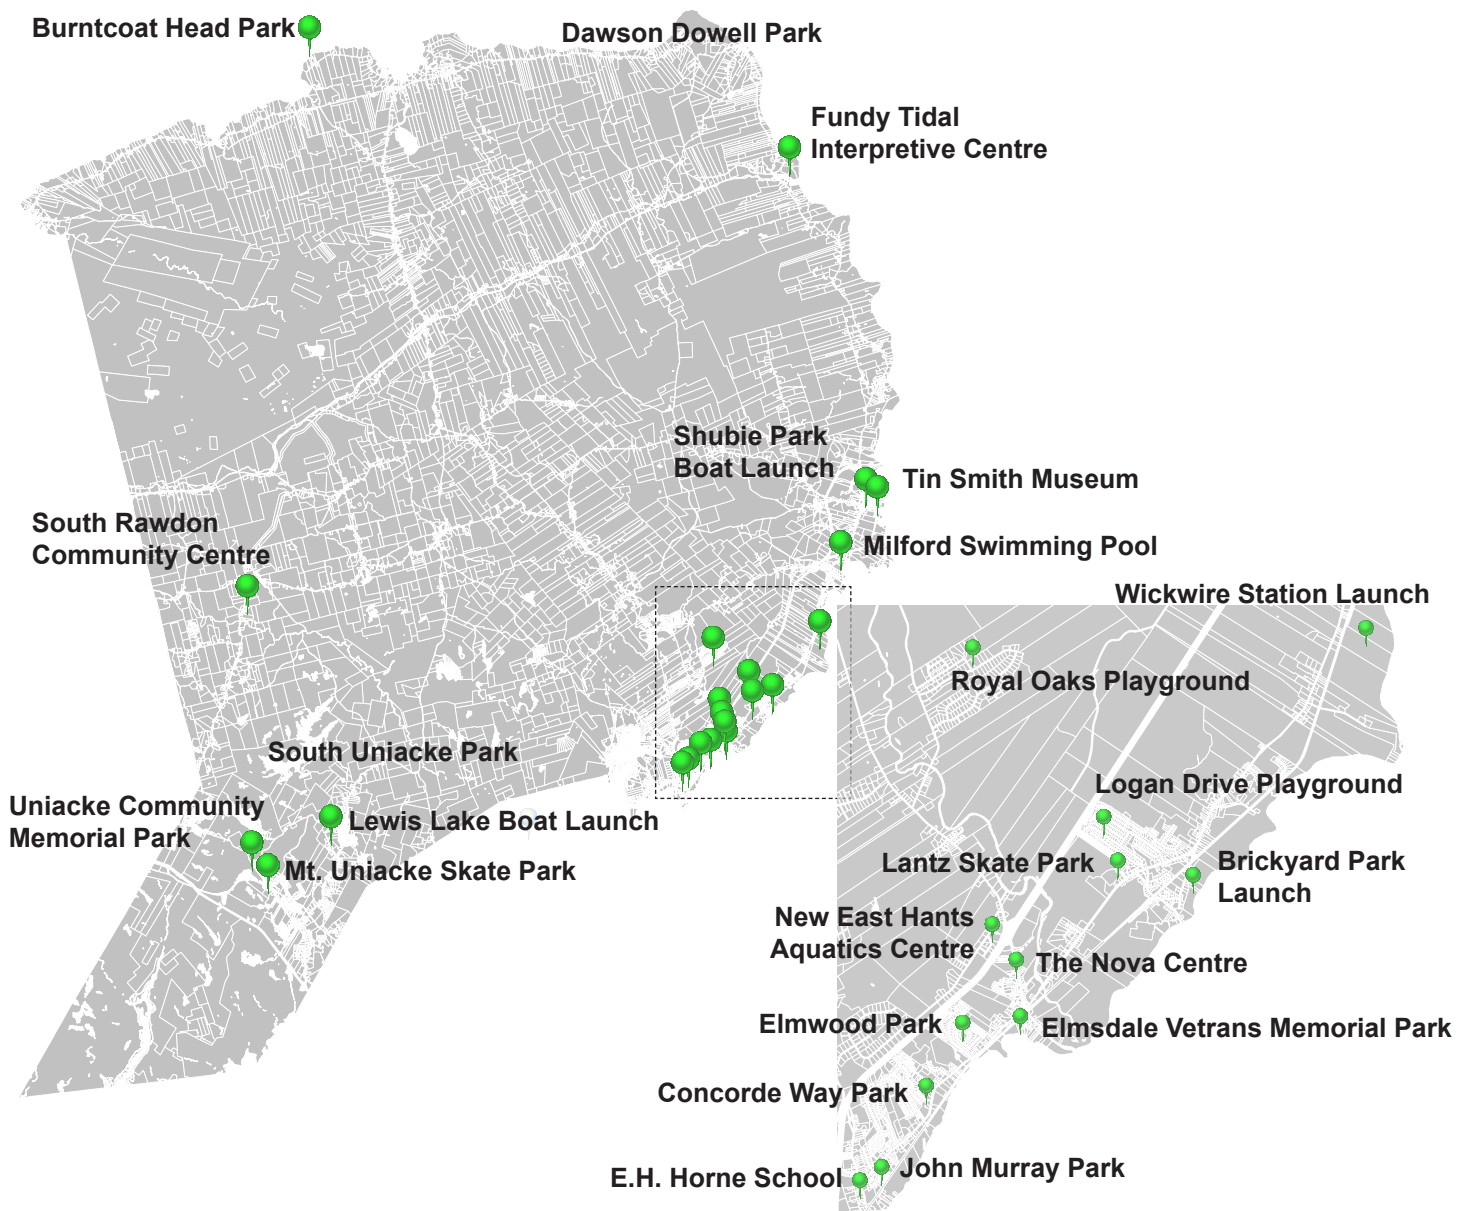 Burntcoat Head Park
Dawson Dowell Park
Fundy Tidal
Interpretive Centre
Shubie Park
Boat Launch
Tin Smith Museum
South Rawdon
Community Centre
Milford Swimming Pool
Wickwire Station Launch
Royal Oaks Playground
South Uniacke Park
Logan Drive Playground
Uniacke Community
Memorial Park
Lewis Lake Boat Launch
Mt. Uniacke Skate Park
Lantz Skate Park
Brickyard Park
Launch
New East Hants
Aquatics Centre
The Nova Centre
Elmwood Park
Elmsdale Vetrans Memorial Park
Concorde Way Park
John Murray Park
E.H. Horne School